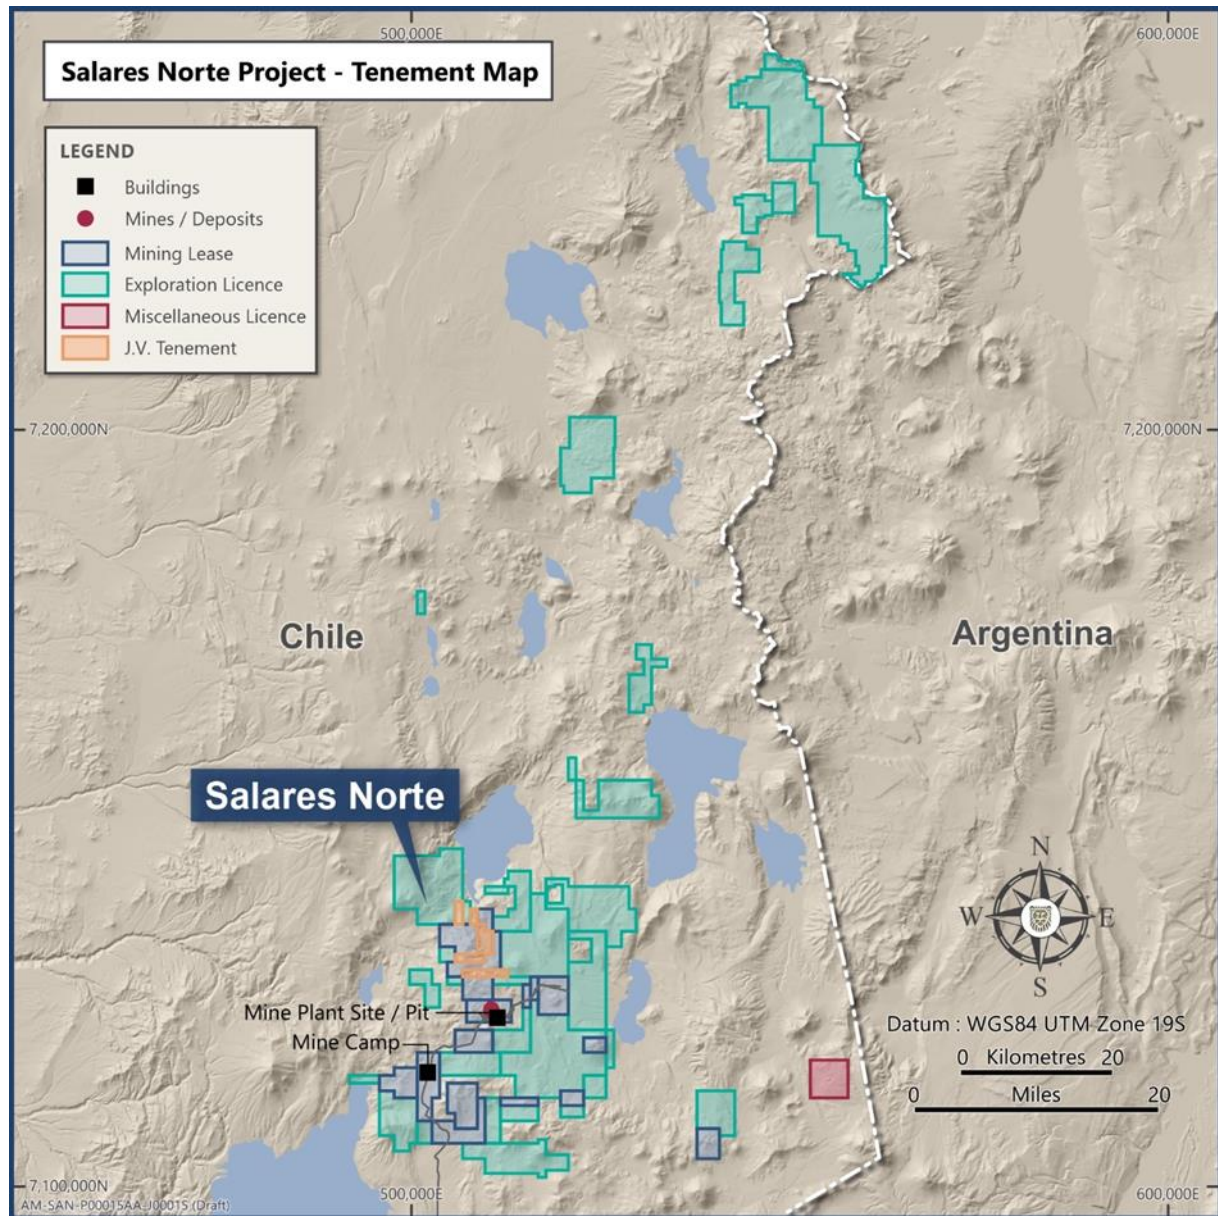 500,000E
600,000E
Salares Norte Project - Tenement Map
LEGEND
Buildings
Mines / Deposits
Mining Lease
Exploration Licence
Miscellaneous Licence
J.V. Tenement
7,200,000N
7,200,000N
Chile
Argentina
Salares Norte
N
W
E
S
Mine Plant Site / Pit
Mine Camp
Datum : WGS84 UTM Zone 19S
0 Kilometres 20
Miles
0 20
7,100,000N
500,000E
600,000E
AM-SAN-P00015AA-J0001S (Draft)